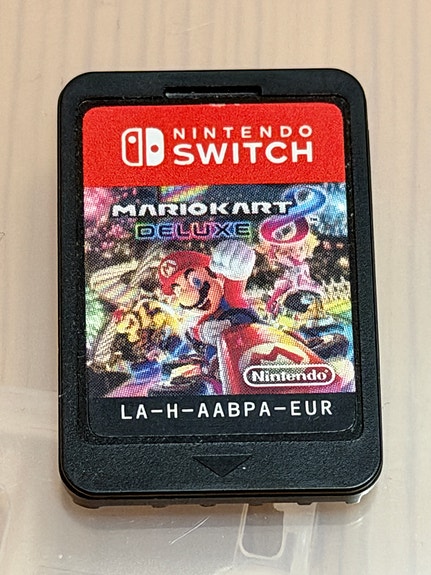 NINTENDO
SWITCH
MARIOKART 8
DELUXE
Nintendo
LA-H-AABPA-EUR